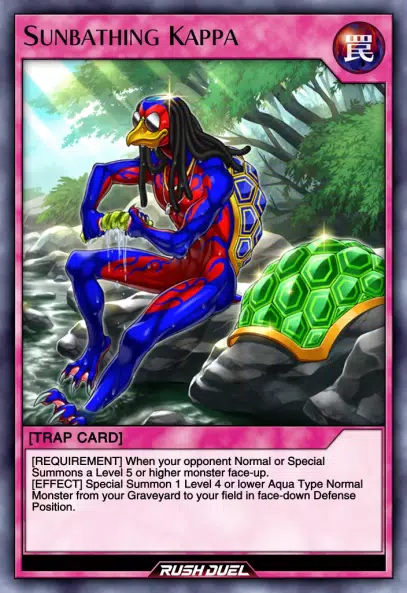 Sunbathing Kappa
罠
[TRAP CARD]
[REQUIREMENT] When your opponent Normal or Special
Summons a Level 5 or higher monster face-up.
[EFFECT] Special Summon 1 Level 4 or lower Aqua Type Normal
Monster from your Graveyard to your field in face-down Defense
Position.
RUSH DUEL